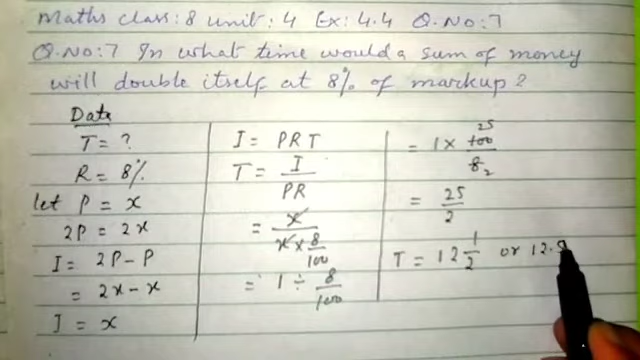 Maths class:8 unit:4 Ex:4.4 Q.No:7
Q.No:7 In what time would a sum of money
will double itself at 8% of markup?
Data
T = ?
R = 8%
let P = x
2P = 2x
I = 2P - P
= 2x - x
I = x
I = PRT
T = I / PR
= x / x × 8/100
= 1 ÷ 8/100
= 1 × 100/8 25 2
= 25/2
T = 12 1/2 or 12.